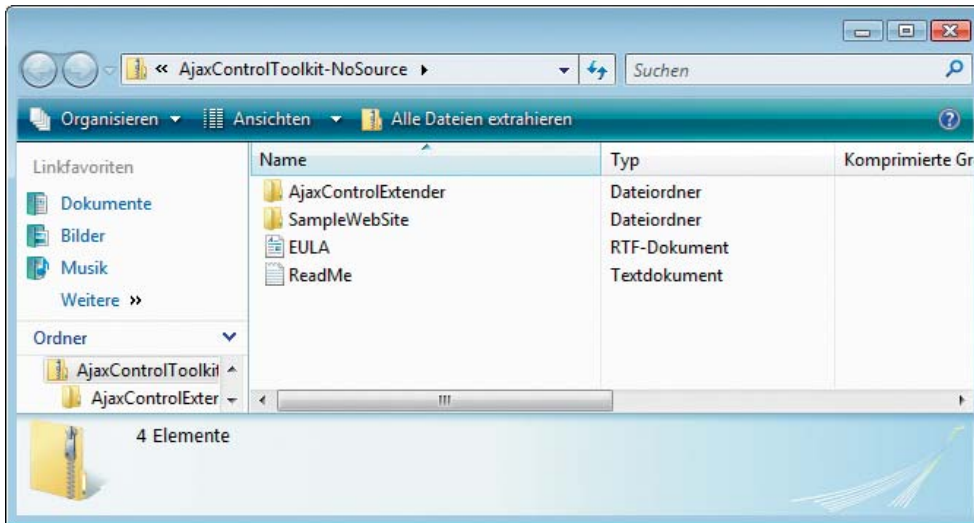 « AjaxControlToolkit-NoSource
Suchen
Organisieren Ansichten Alle Dateien extrahieren
Linkfavoriten
Dokumente
Bilder
Musik
Weitere »
Ordner
AjaxControlToolkit
AjaxControlExter
Name Typ Komprimierte Gr
AjaxControlExtender Dateiordner
SampleWebSite Dateiordner
EULA RTF-Dokument
ReadMe Textdokument
4 Elemente